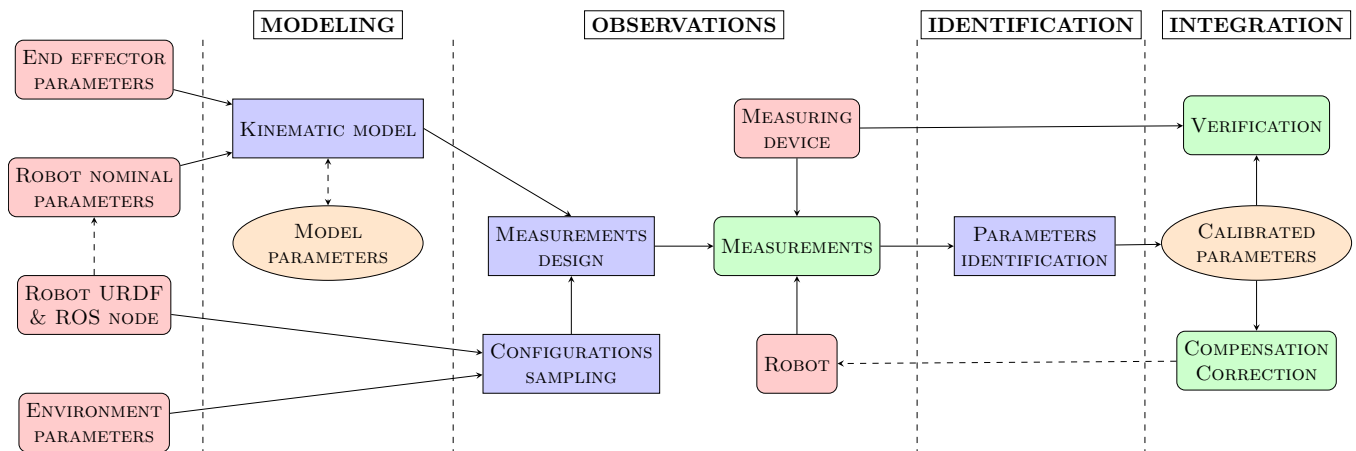 MODELING
OBSERVATIONS
IDENTIFICATION
INTEGRATION
END EFFECTOR
PARAMETERS
ROBOT NOMINAL
PARAMETERS
ROBOT URDF
& ROS NODE
ENVIRONMENT
PARAMETERS
KINEMATIC MODEL
MODEL
PARAMETERS
MEASUREMENTS
DESIGN
CONFIGURATIONS
SAMPLING
MEASURING
DEVICE
MEASUREMENTS
ROBOT
PARAMETERS
IDENTIFICATION
VERIFICATION
CALIBRATED
PARAMETERS
COMPENSATION
CORRECTION